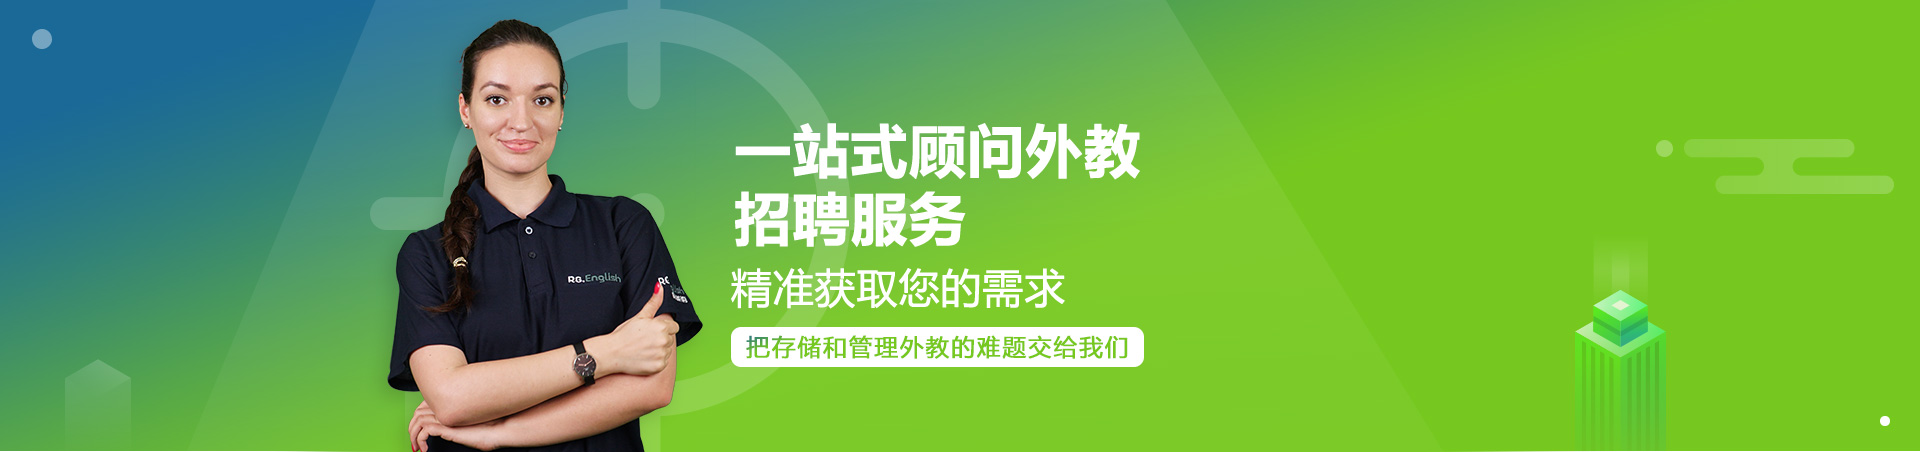 一站式顾问外教
招聘服务
精准获取您的需求
把存储和管理外教的难题交给我们
RG.English
RG.